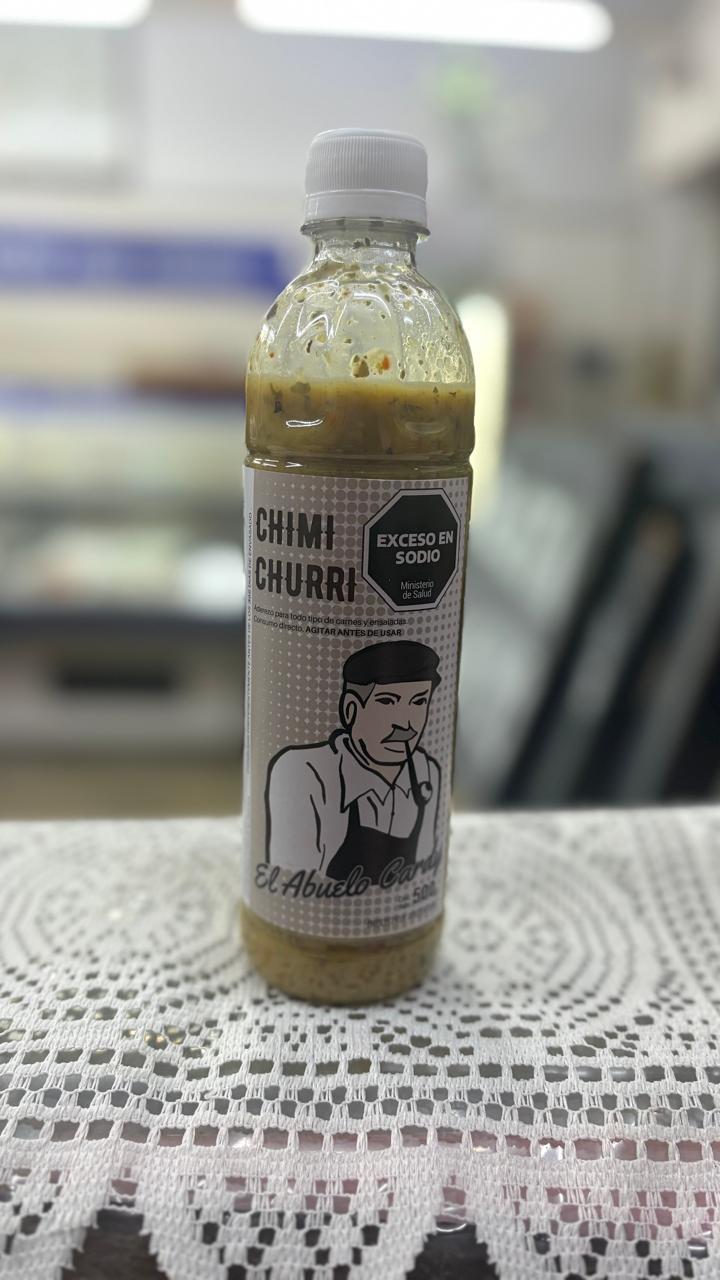 CHIMI
CHURRI
EXCESO EN
SODIO
Ministerio
de Salud
Aderezo para todo tipo de carnes y ensaladas.
Consumo directo, AGITAR ANTES DE USAR
El Abuelo
500